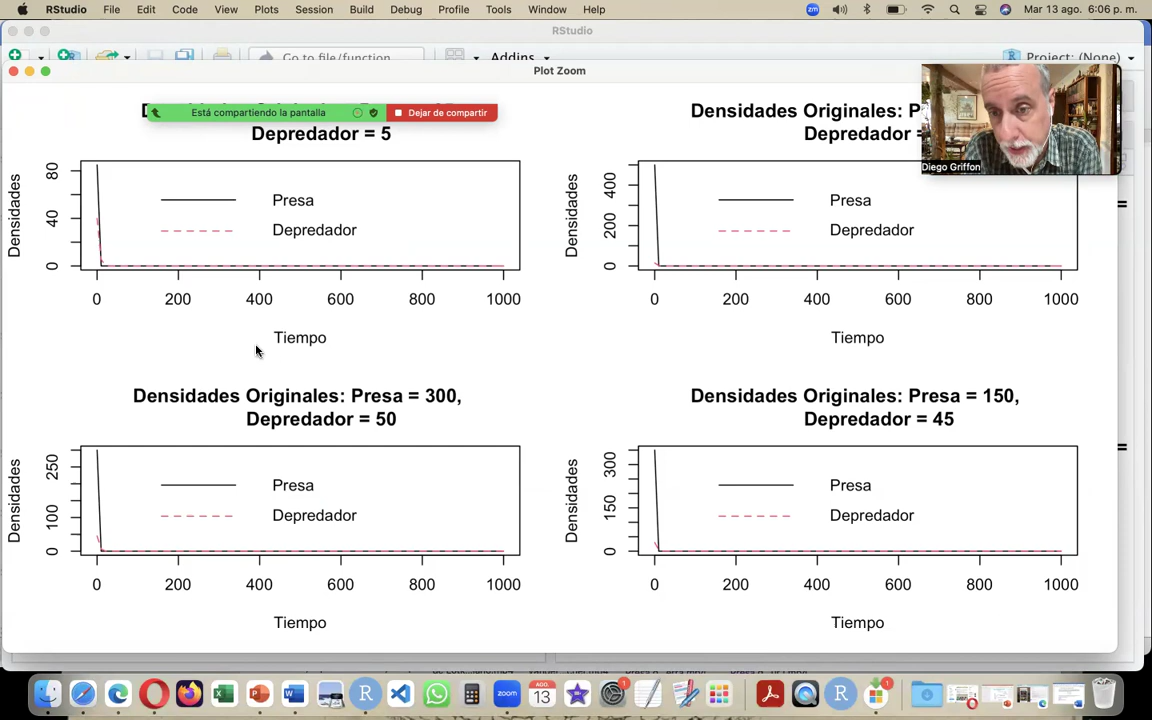 RStudio File Edit Code View Plots Session Build Debug Profile Tools Window Help zm Mar 13 ago. 6:06 p. m.
RStudio
Go to file/function Addins Project: (None)
Plot Zoom
Está compartiendo la pantalla Dejar de compartir
Depredador = 5
Densidades
80
40
0
Presa
Depredador
0 200 400 600 800 1000
Tiempo
Densidades Originales: P
Depredador =
Diego Griffon
Densidades
400
200
0
Presa
Depredador
0 200 400 600 800 1000
Tiempo
Densidades Originales: Presa = 300,
Depredador = 50
Densidades
250
100
0
Presa
Depredador
0 200 400 600 800 1000
Tiempo
Densidades Originales: Presa = 150,
Depredador = 45
Densidades
300
150
0
Presa
Depredador
0 200 400 600 800 1000
Tiempo
zoom
AGO.
13
1
1